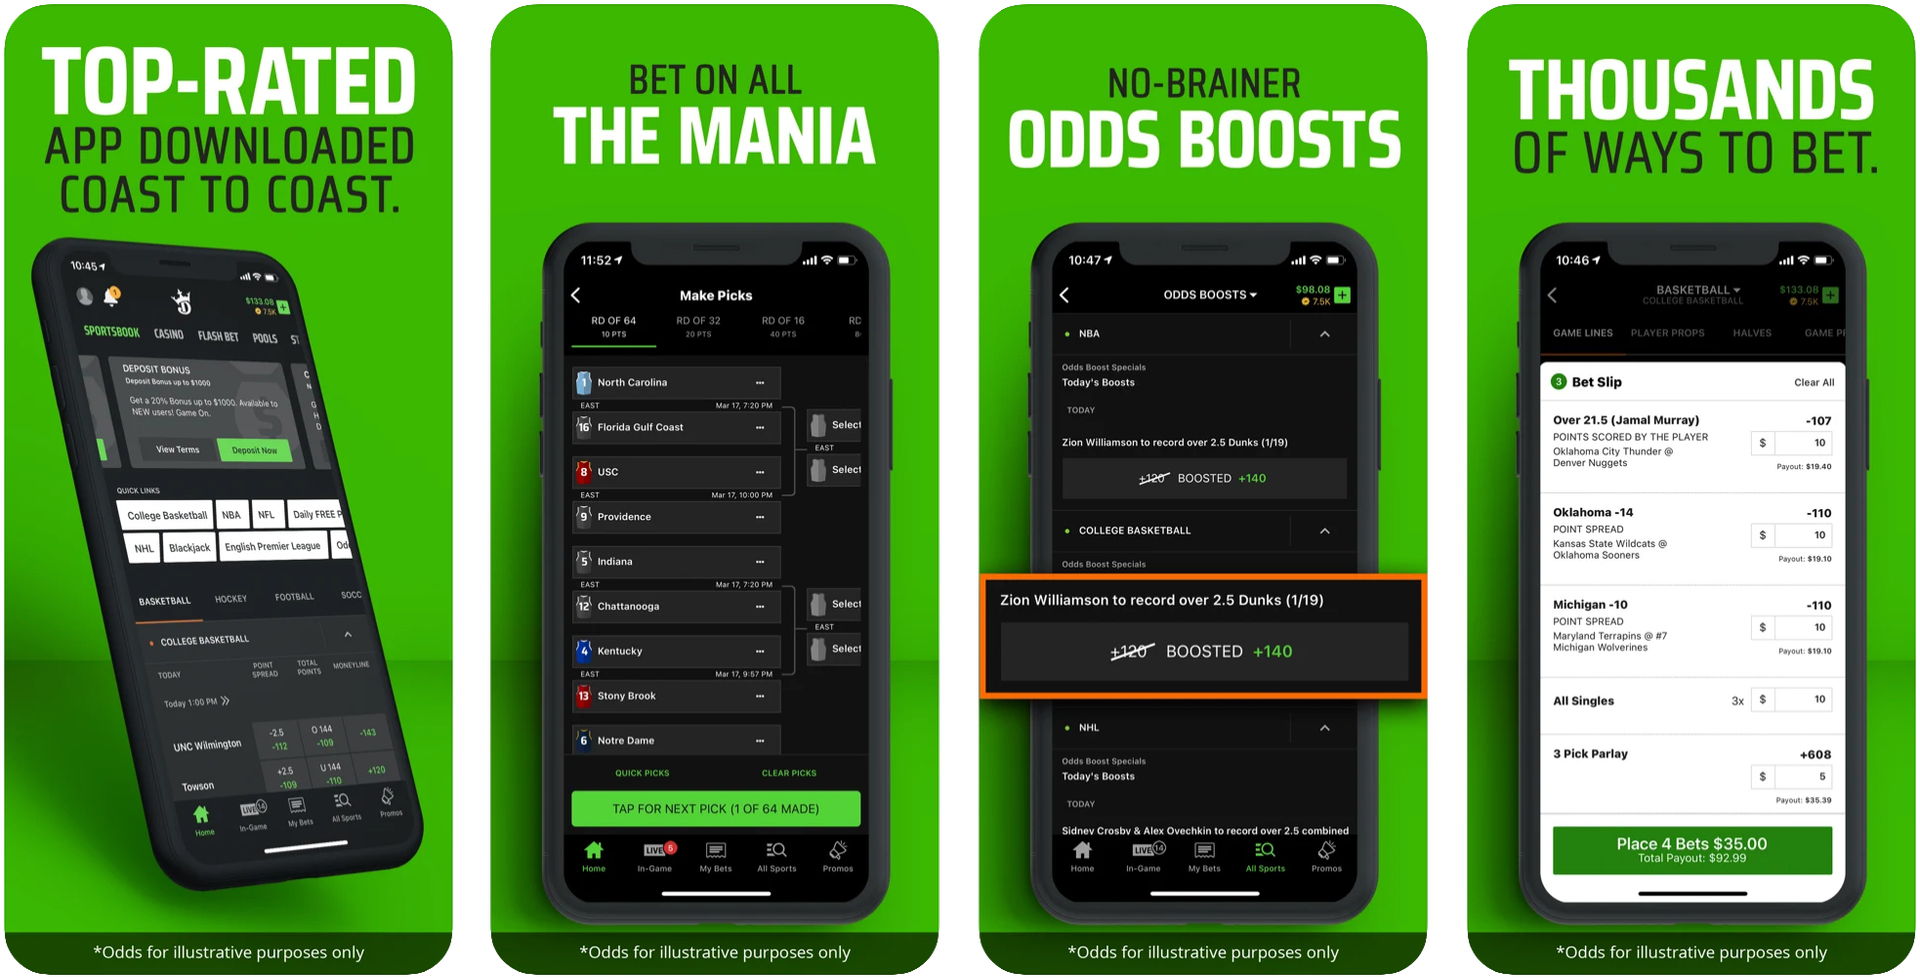 TOP-RATED
APP DOWNLOADED
COAST TO COAST.
10:45
1
$133.08
7.5K
SPORTSBOOK CASINO FLASH BET POOLS
DEPOSIT BONUS
Deposit Bonus up to $1000
Get a 20% Bonus up to $1000. Available to
NEW users! Game On.
View Terms Deposit Now
QUICK LINKS
College Basketball NBA NFL Daily FREE
NHL Blackjack English Premier League
BASKETBALL HOCKEY FOOTBALL SOCC
COLLEGE BASKETBALL
TODAY POINT SPREAD TOTAL POINTS MONEYLINE
Today 1:00 PM
UNC Wilmington -2.5 -112 O 144 -109 -143
Towson +2.5 -109 U 144 -110 +120
Home LIVE 14 In-Game My Bets All Sports Promos
*Odds for illustrative purposes only
BET ON ALL
THE MANIA
11:52
Make Picks
RD OF 64 RD OF 32 RD OF 16 RD
10 PTS 20 PTS 40 PTS 8
1 North Carolina ...
EAST Mar 17, 7:20 PM
Select
16 Florida Gulf Coast ...
EAST
8 USC ...
Select
EAST Mar 17, 10:00 PM
9 Providence ...
5 Indiana ...
EAST Mar 17, 7:20 PM
Select
12 Chattanooga ...
EAST
4 Kentucky ...
Select
EAST Mar 17, 9:57 PM
13 Stony Brook ...
6 Notre Dame ...
QUICK PICKS CLEAR PICKS
TAP FOR NEXT PICK (1 OF 64 MADE)
LIVE 6
Home In-Game My Bets All Sports Promos
*Odds for illustrative purposes only
NO-BRAINER
ODDS BOOSTS
10:47
ODDS BOOSTS $98.08
7.5K
NBA
Odds Boost Specials
Today's Boosts
TODAY
Zion Williamson to record over 2.5 Dunks (1/19)
+120 BOOSTED +140
COLLEGE BASKETBALL
Odds Boost Specials
Zion Williamson to record over 2.5 Dunks (1/19)
+120 BOOSTED +140
NHL
Odds Boost Specials
Today's Boosts
TODAY
Sidney Crosby & Alex Ovechkin to record over 2.5 combined
LIVE 14
Home In-Game My Bets All Sports Promos
*Odds for illustrative purposes only
THOUSANDS
OF WAYS TO BET.
10:46
BASKETBALL $133.08
COLLEGE BASKETBALL 7.5K
GAME LINES PLAYER PROPS HALVES GAME P
3 Bet Slip Clear All
Over 21.5 (Jamal Murray) -107
POINTS SCORED BY THE PLAYER $ 10
Oklahoma City Thunder @
Denver Nuggets Payout: $19.40
Oklahoma -14 -110
POINT SPREAD $ 10
Kansas State Wildcats @
Oklahoma Sooners Payout: $19.10
Michigan -10 -110
POINT SPREAD $ 10
Maryland Terrapins @ #7
Michigan Wolverines Payout: $19.10
All Singles 3x $ 10
3 Pick Parlay +608
$ 5
Payout: $35.39
Place 4 Bets $35.00
Total Payout: $92.99
*Odds for illustrative purposes only